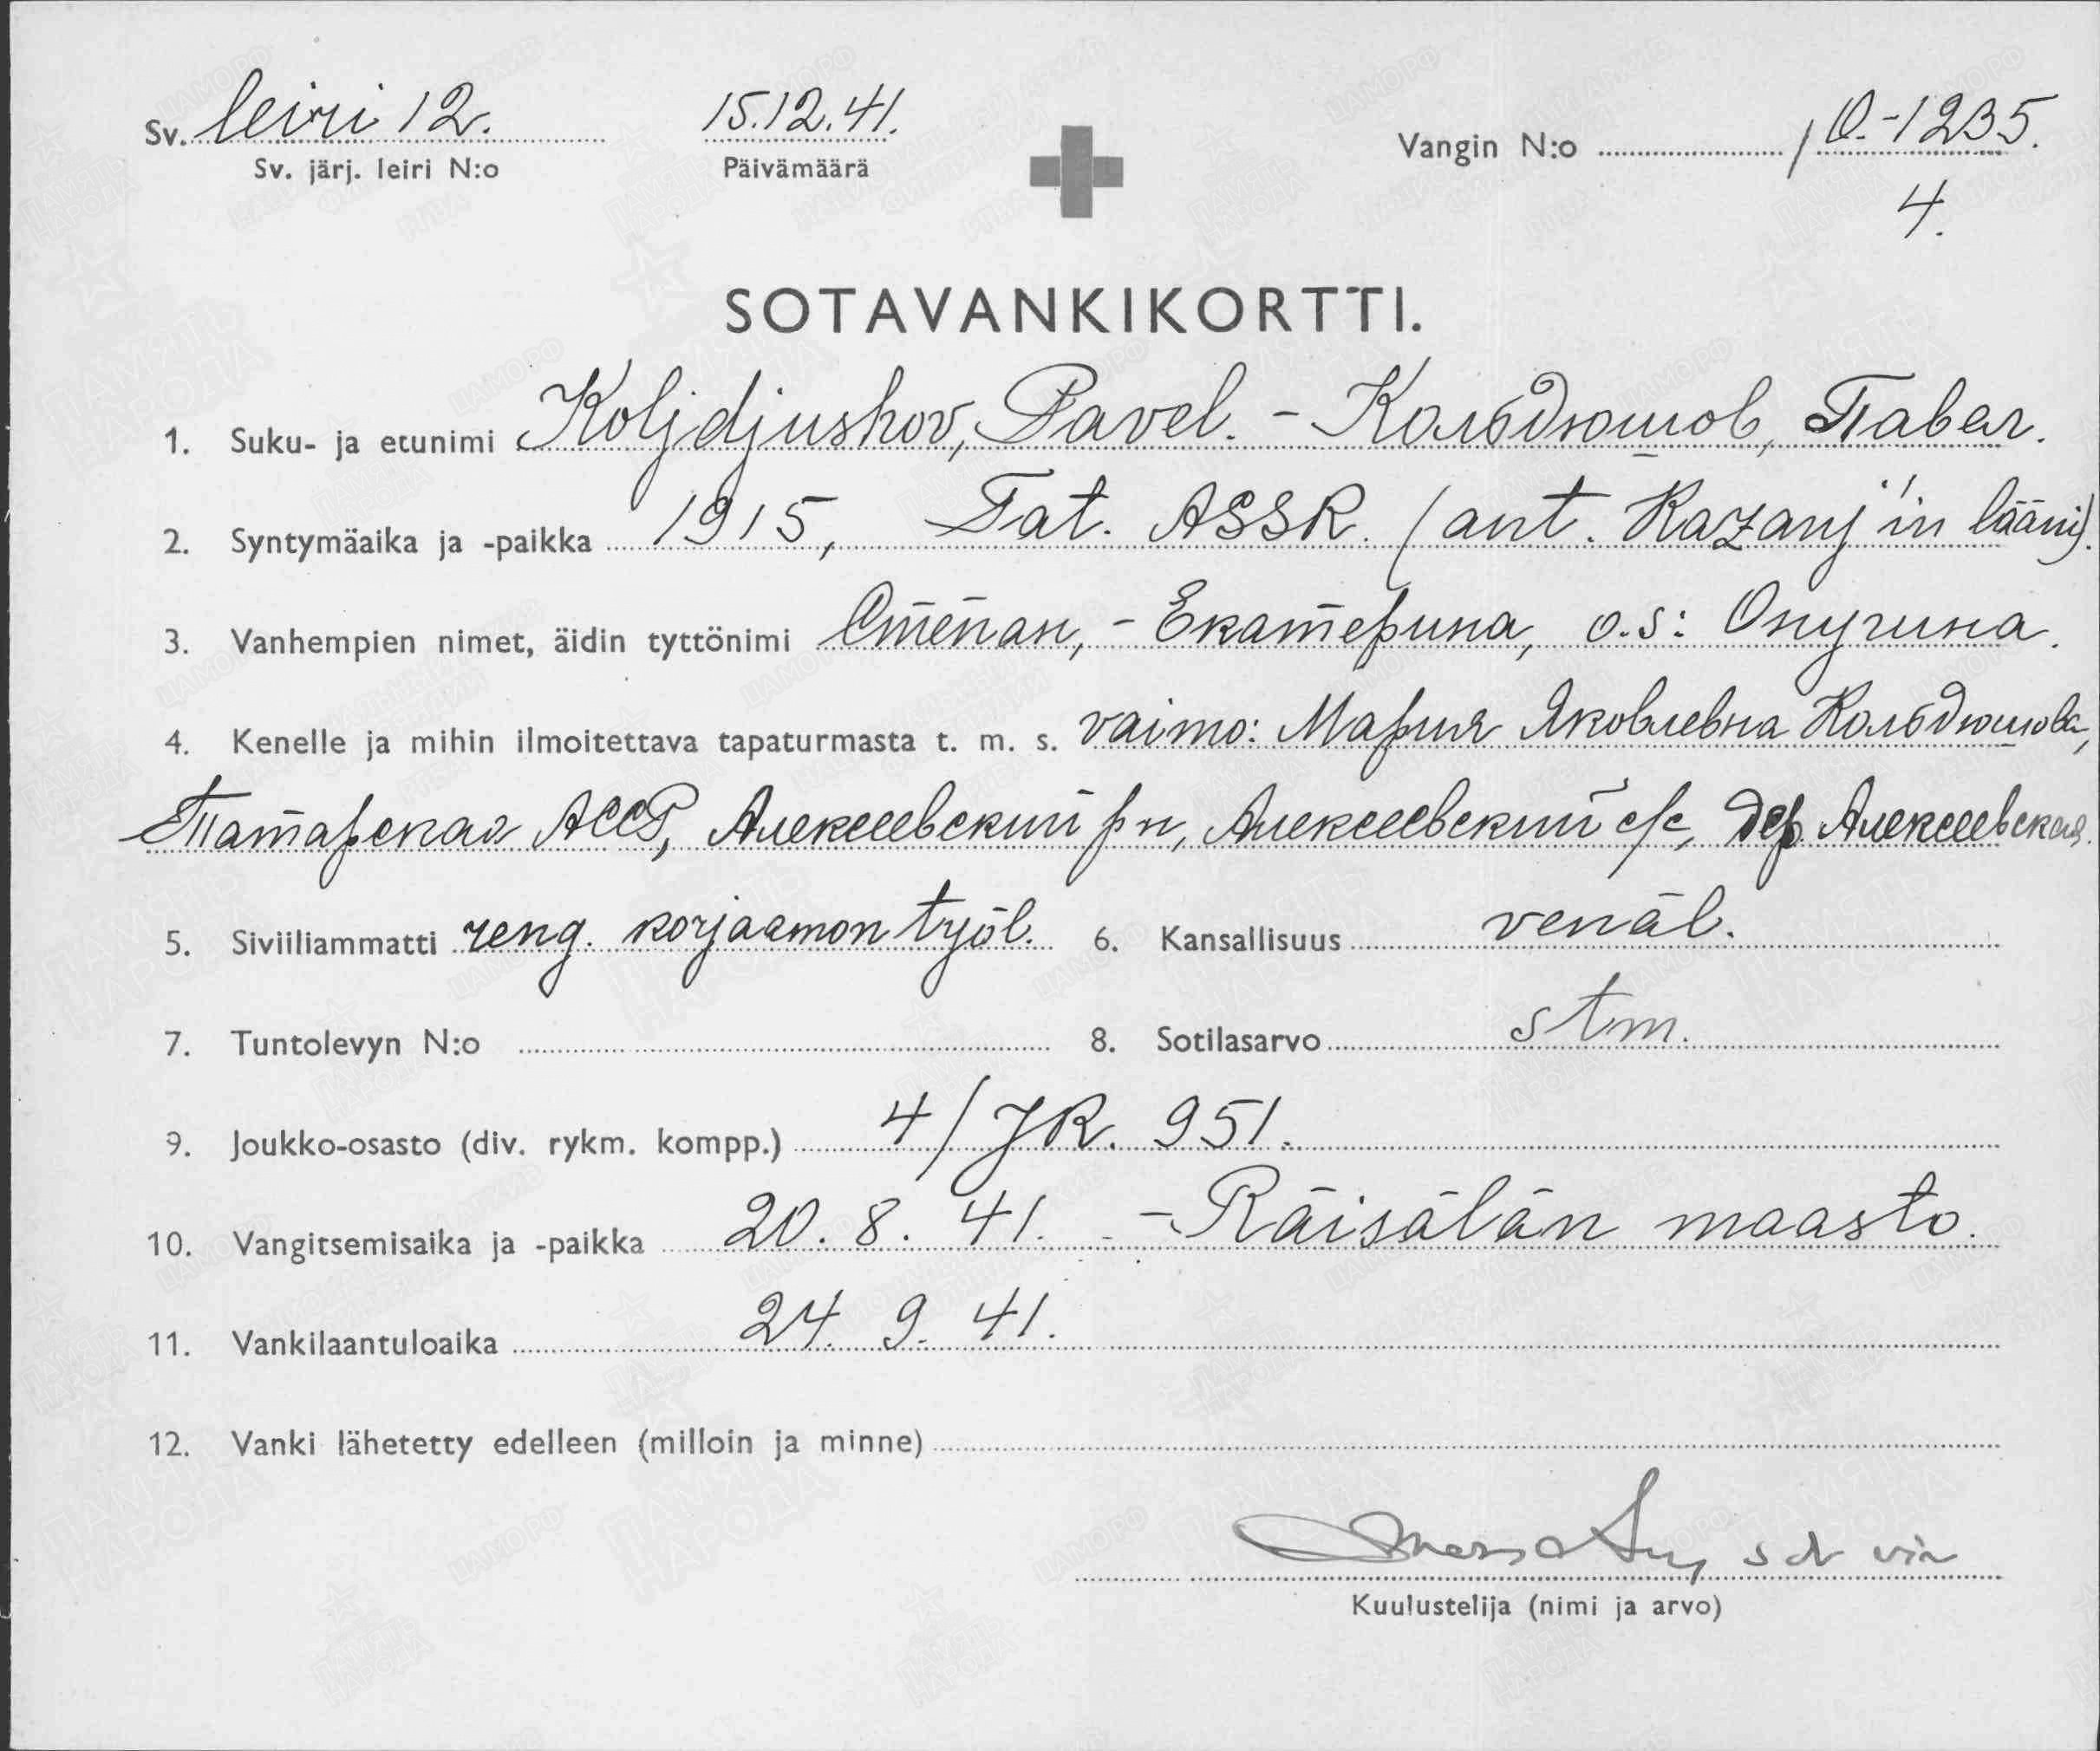 Sv. leiri 12. 15.12.41. Vangin N:o / O.-1235.
Sv. järj. leiri N:o Päivämäärä 4.
SOTAVANKIKORTTI.
1. Suku- ja etunimi Koljdjushov, Pavel. - Кольдюшов, Павел.
2. Syntymäaika ja -paikka 1915, Tat. ASSR. (ant. Kazanj'in lääni).
3. Vanhempien nimet, äidin tyttönimi Степан, - Екатерина, o.s: Опугина.
4. Kenelle ja mihin ilmoitettava tapaturmasta t. m. s. vaimo: Мария Яковлевна Кольдюшова,
Татарская АССР, Алексеевский р-н, Алексеевский с/с, дер. Алексеевская.
5. Siviiliammatti reng. korjaamon työl. 6. Kansallisuus venäl.
7. Tuntolevyn N:o 8. Sotilasarvo stm.
9. Joukko-osasto (div. rykm. kompp.) 4/JR. 951.
10. Vangitsemisaika ja -paikka 20. 8. 41. - Räisälän maasto.
11. Vankilaantuloaika 24. 9. 41.
12. Vanki lähetetty edelleen (milloin ja minne)
Kuulustelija (nimi ja arvo)